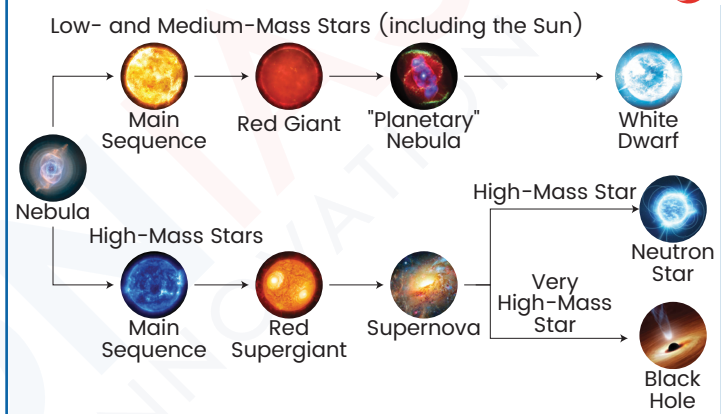 Low- and Medium-Mass Stars (including the Sun)
Main
Sequence
Red Giant
"Planetary"
Nebula
White
Dwarf
Nebula
High-Mass Stars
Main
Sequence
Red
Supergiant
Supernova
High-Mass Star
Neutron
Star
Very
High-Mass
Star
Black
Hole